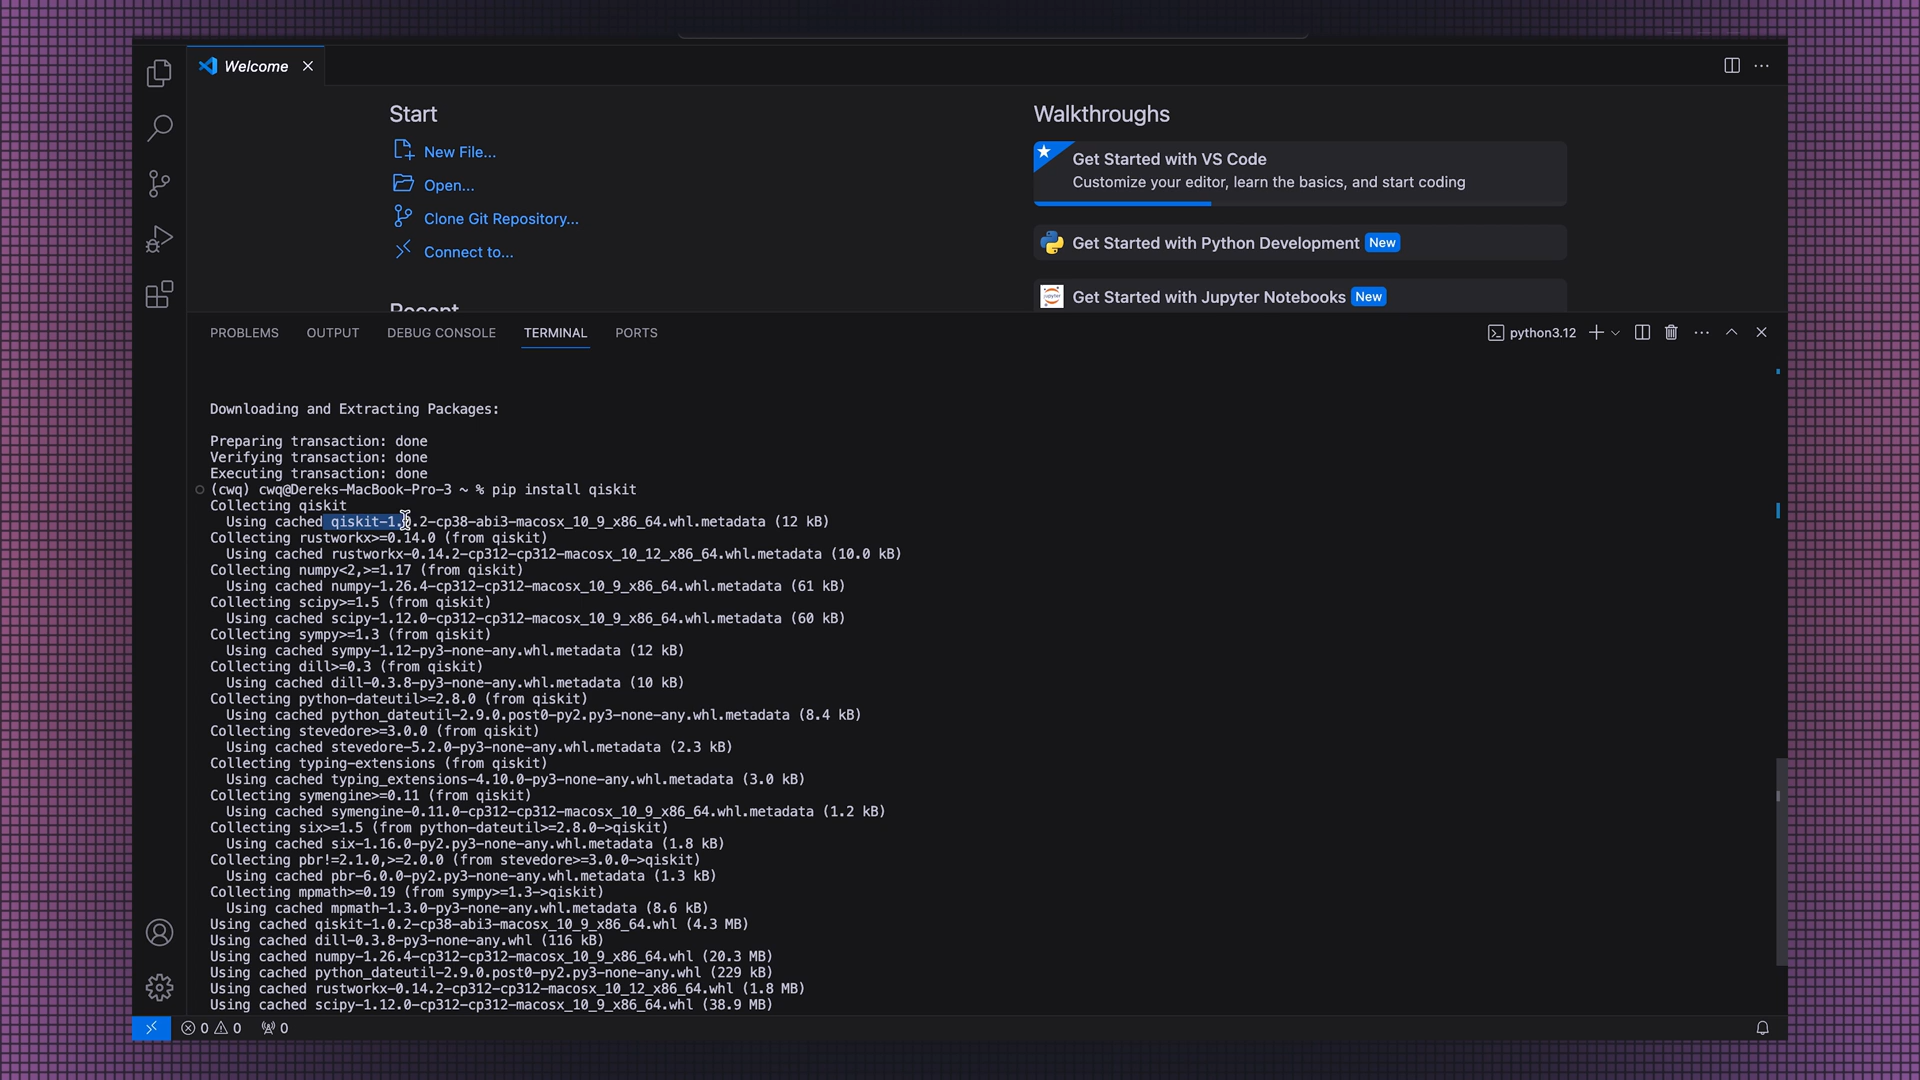 Welcome
Start
New File...
Open...
Clone Git Repository...
Connect to...
Recent
Walkthroughs
Get Started with VS Code
Customize your editor, learn the basics, and start coding
Get Started with Python Development New
Get Started with Jupyter Notebooks New
PROBLEMS OUTPUT DEBUG CONSOLE TERMINAL PORTS
python3.12
Downloading and Extracting Packages:
Preparing transaction: done
Verifying transaction: done
Executing transaction: done
(cwq) cwq@Dereks-MacBook-Pro-3 ~ % pip install qiskit
Collecting qiskit
Using cached qiskit-1.0.2-cp38-abi3-macosx_10_9_x86_64.whl.metadata (12 kB)
Collecting rustworkx>=0.14.0 (from qiskit)
Using cached rustworkx-0.14.2-cp312-cp312-macosx_10_12_x86_64.whl.metadata (10.0 kB)
Collecting numpy<2,>=1.17 (from qiskit)
Using cached numpy-1.26.4-cp312-cp312-macosx_10_9_x86_64.whl.metadata (61 kB)
Collecting scipy>=1.5 (from qiskit)
Using cached scipy-1.12.0-cp312-cp312-macosx_10_9_x86_64.whl.metadata (60 kB)
Collecting sympy>=1.3 (from qiskit)
Using cached sympy-1.12-py3-none-any.whl.metadata (12 kB)
Collecting dill>=0.3 (from qiskit)
Using cached dill-0.3.8-py3-none-any.whl.metadata (10 kB)
Collecting python-dateutil>=2.8.0 (from qiskit)
Using cached python_dateutil-2.9.0.post0-py2.py3-none-any.whl.metadata (8.4 kB)
Collecting stevedore>=3.0.0 (from qiskit)
Using cached stevedore-5.2.0-py3-none-any.whl.metadata (2.3 kB)
Collecting typing-extensions (from qiskit)
Using cached typing_extensions-4.10.0-py3-none-any.whl.metadata (3.0 kB)
Collecting symengine>=0.11 (from qiskit)
Using cached symengine-0.11.0-cp312-cp312-macosx_10_9_x86_64.whl.metadata (1.2 kB)
Collecting six>=1.5 (from python-dateutil>=2.8.0->qiskit)
Using cached six-1.16.0-py2.py3-none-any.whl.metadata (1.8 kB)
Collecting pbr!=2.1.0,>=2.0.0 (from stevedore>=3.0.0->qiskit)
Using cached pbr-6.0.0-py2.py3-none-any.whl.metadata (1.3 kB)
Collecting mpmath>=0.19 (from sympy>=1.3->qiskit)
Using cached mpmath-1.3.0-py3-none-any.whl.metadata (8.6 kB)
Using cached qiskit-1.0.2-cp38-abi3-macosx_10_9_x86_64.whl (4.3 MB)
Using cached dill-0.3.8-py3-none-any.whl (116 kB)
Using cached numpy-1.26.4-cp312-cp312-macosx_10_9_x86_64.whl (20.3 MB)
Using cached python_dateutil-2.9.0.post0-py2.py3-none-any.whl (229 kB)
Using cached rustworkx-0.14.2-cp312-cp312-macosx_10_12_x86_64.whl (1.8 MB)
Using cached scipy-1.12.0-cp312-cp312-macosx_10_9_x86_64.whl (38.9 MB)
0 0 0